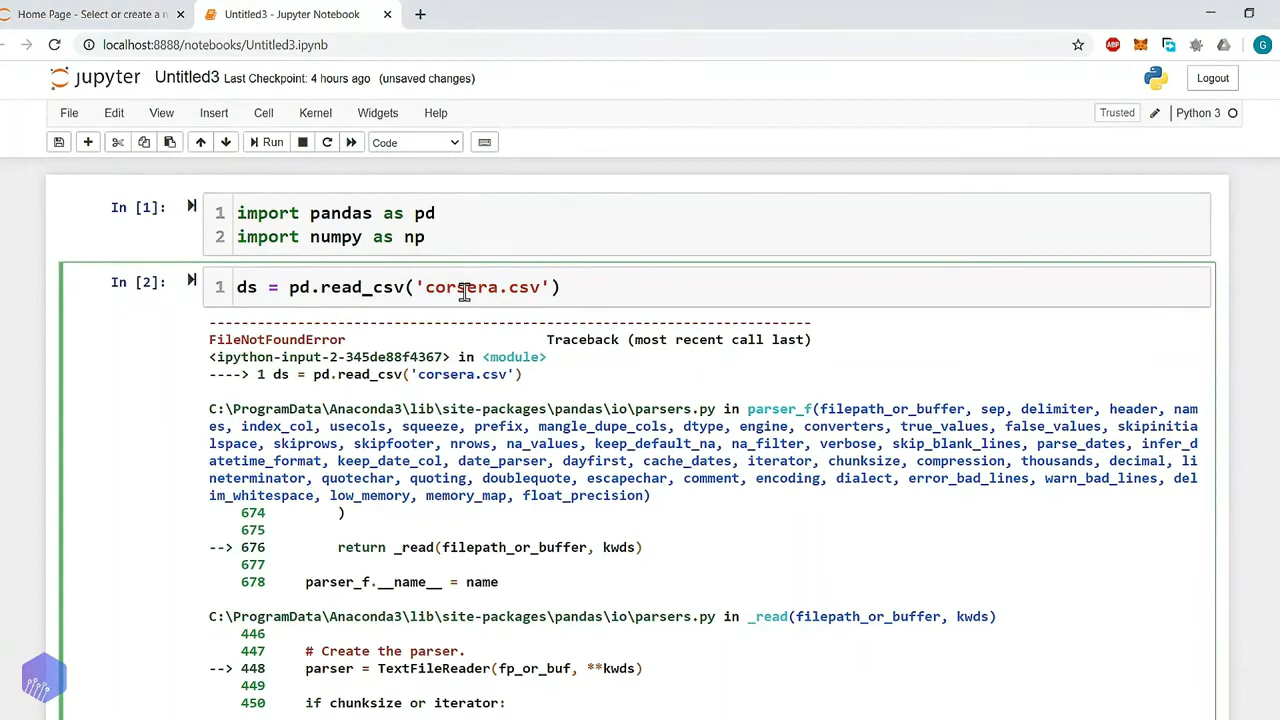 Home Page - Select or create a n
Untitled3 - Jupyter Notebook
localhost:8888/notebooks/Untitled3.ipynb
ABP
G
jupyter Untitled3 Last Checkpoint: 4 hours ago (unsaved changes)
Logout
File Edit View Insert Cell Kernel Widgets Help
Trusted Python 3
Run Code
In [1]:
1 import pandas as pd
2 import numpy as np
In [2]:
1 ds = pd.read_csv('corsera.csv')
---------------------------------------------------------------------------
FileNotFoundError Traceback (most recent call last)
<ipython-input-2-345de88f4367> in <module>
----> 1 ds = pd.read_csv('corsera.csv')
C:\ProgramData\Anaconda3\lib\site-packages\pandas\io\parsers.py in parser_f(filepath_or_buffer, sep, delimiter, header, nam
es, index_col, usecols, squeeze, prefix, mangle_dupe_cols, dtype, engine, converters, true_values, false_values, skipinitia
lspace, skiprows, skipfooter, nrows, na_values, keep_default_na, na_filter, verbose, skip_blank_lines, parse_dates, infer_d
atetime_format, keep_date_col, date_parser, dayfirst, cache_dates, iterator, chunksize, compression, thousands, decimal, li
neterminator, quotechar, quoting, doublequote, escapechar, comment, encoding, dialect, error_bad_lines, warn_bad_lines, del
im_whitespace, low_memory, memory_map, float_precision)
674 )
675
--> 676 return _read(filepath_or_buffer, kwds)
677
678 parser_f.__name__ = name
C:\ProgramData\Anaconda3\lib\site-packages\pandas\io\parsers.py in _read(filepath_or_buffer, kwds)
446
447 # Create the parser.
--> 448 parser = TextFileReader(fp_or_buf, **kwds)
449
450 if chunksize or iterator: